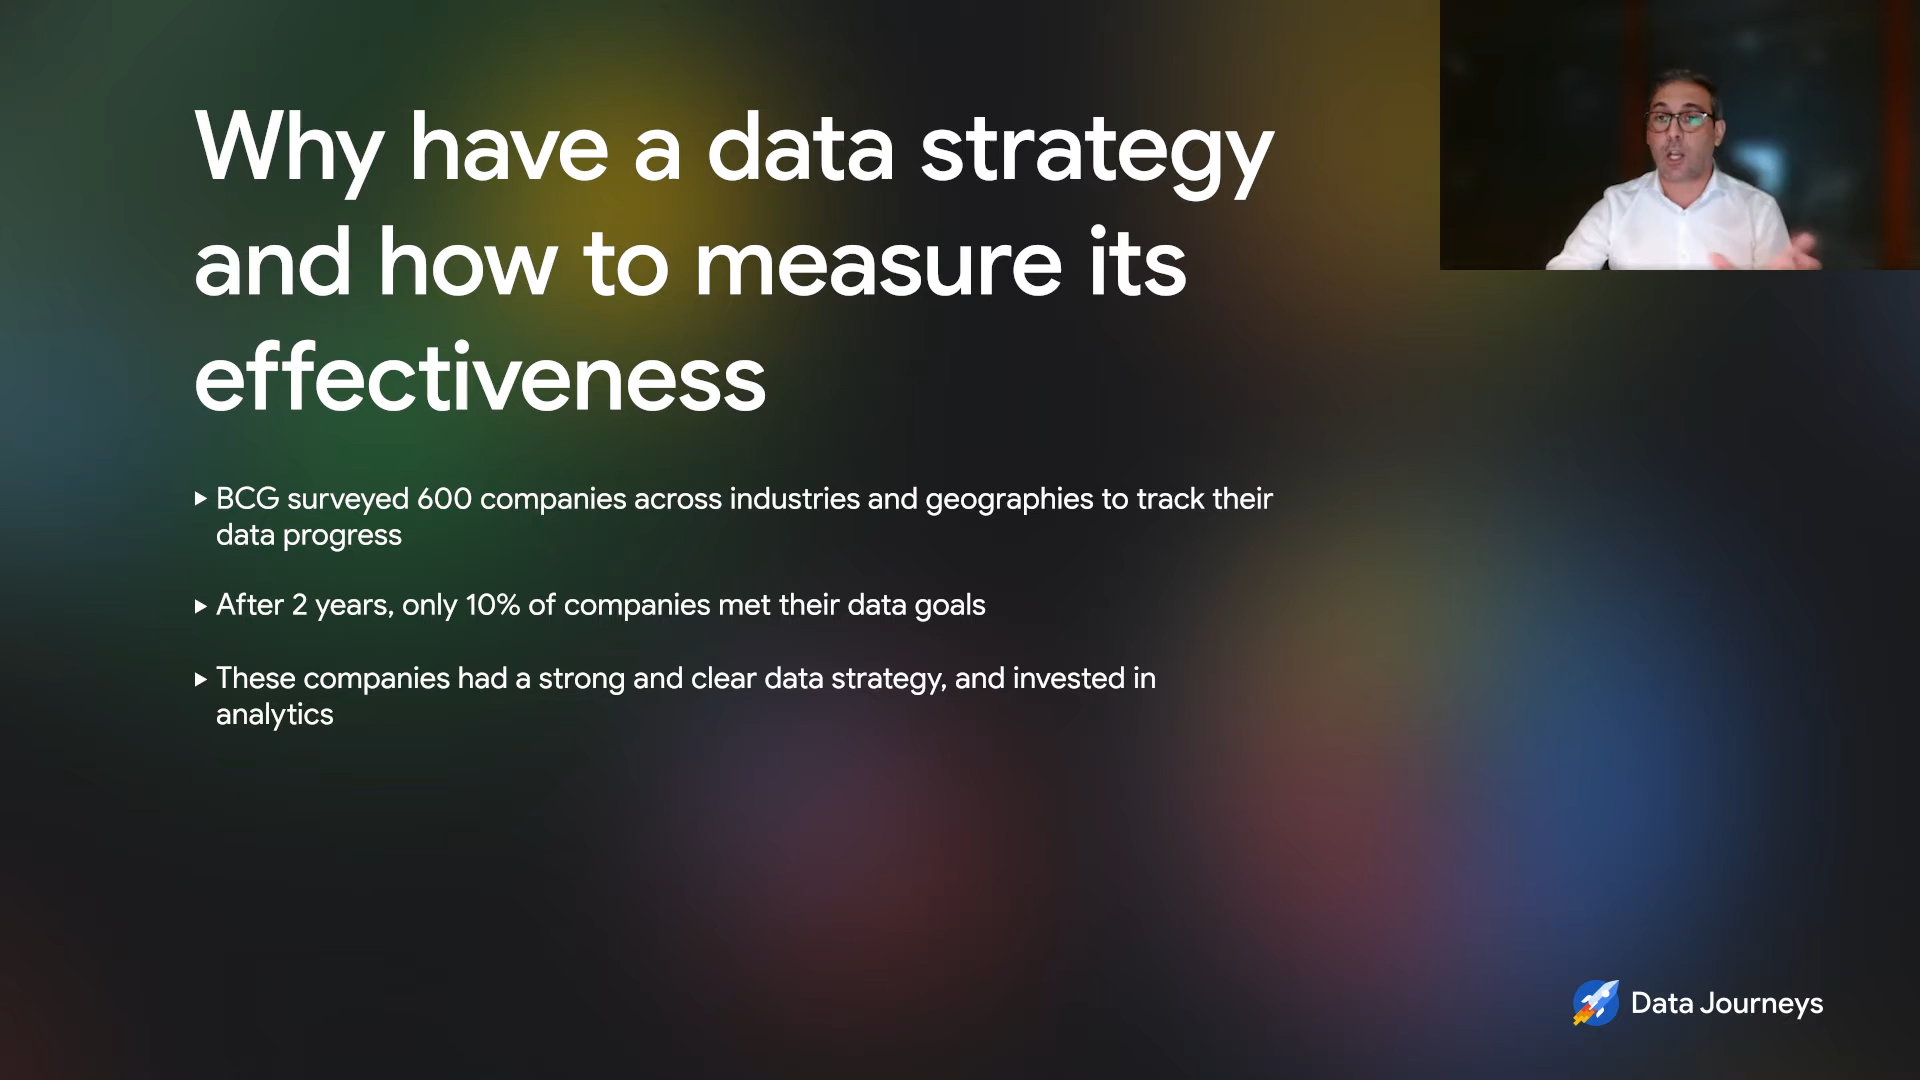 Why have a data strategy
and how to measure its
effectiveness
▸ BCG surveyed 600 companies across industries and geographies to track their
data progress
▸ After 2 years, only 10% of companies met their data goals
▸ These companies had a strong and clear data strategy, and invested in
analytics
Data Journeys